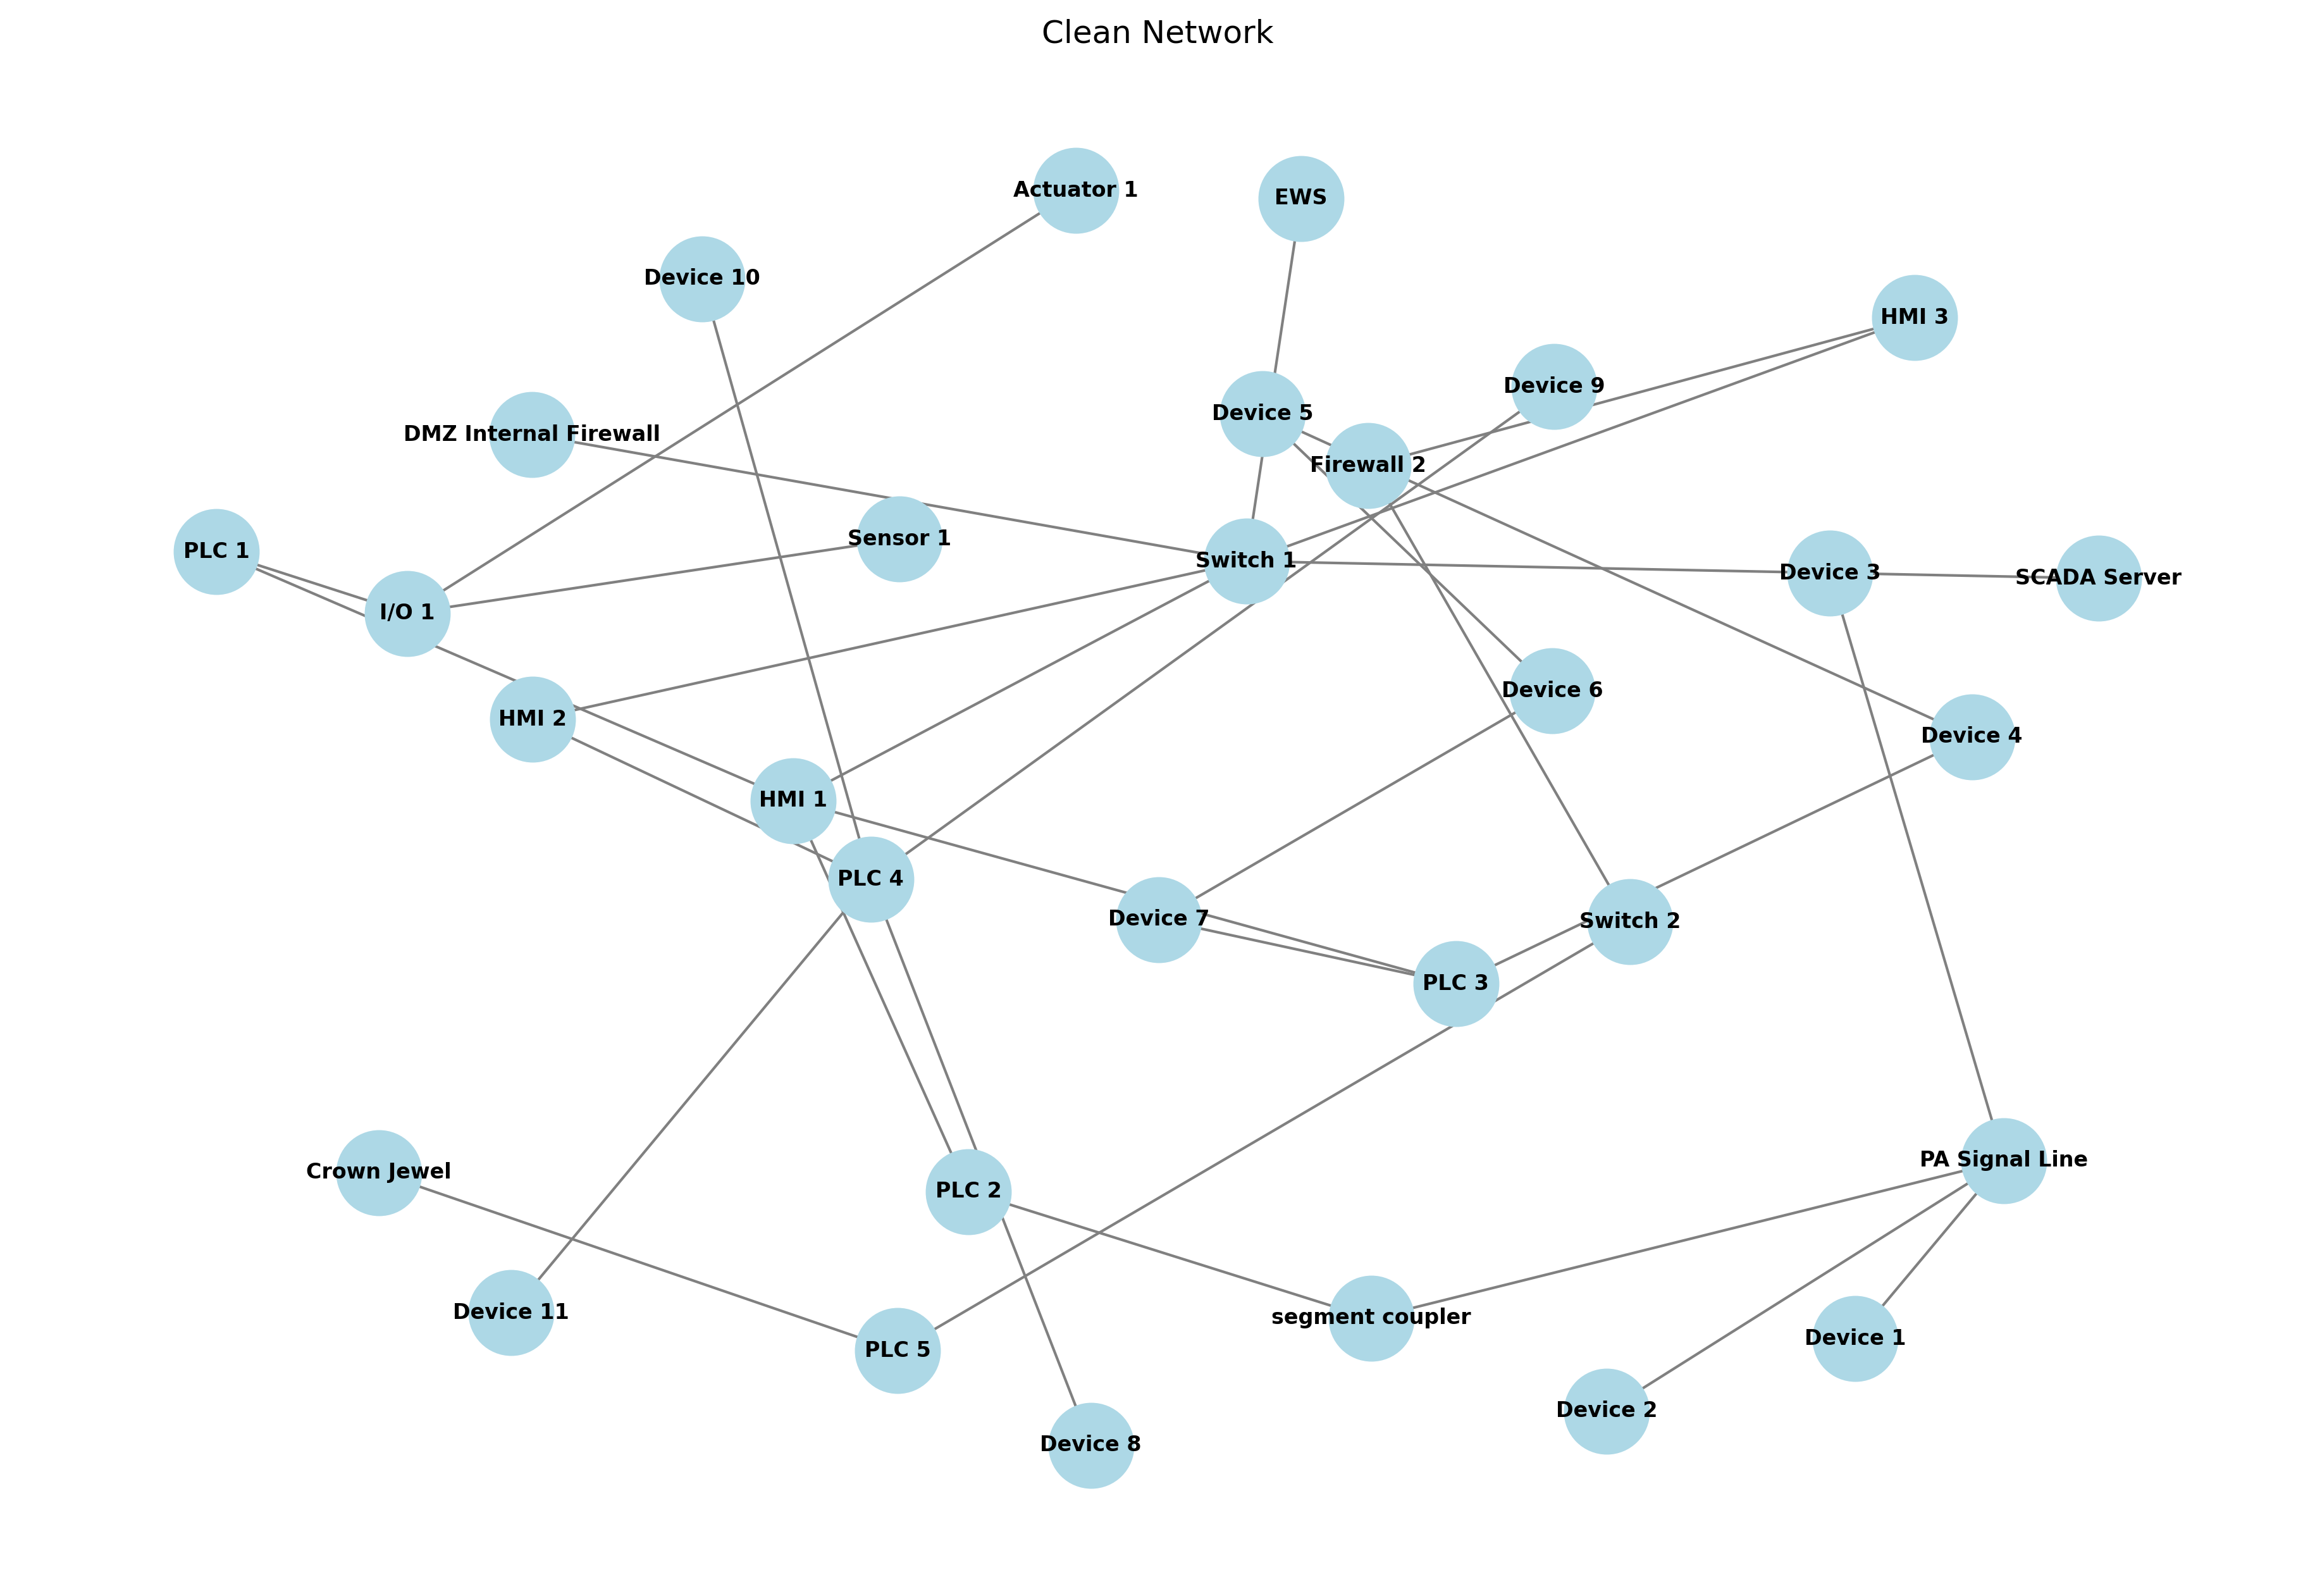 Clean Network
Actuator 1
EWS
Device 10
HMI 3
Device 9
Device 5
DMZ Internal Firewall
Firewall 2
Sensor 1
PLC 1
Switch 1
Device 3
SCADA Server
I/O 1
Device 6
HMI 2
Device 4
HMI 1
PLC 4
Device 7
Switch 2
PLC 3
PA Signal Line
Crown Jewel
PLC 2
Device 11
segment coupler
Device 1
PLC 5
Device 2
Device 8